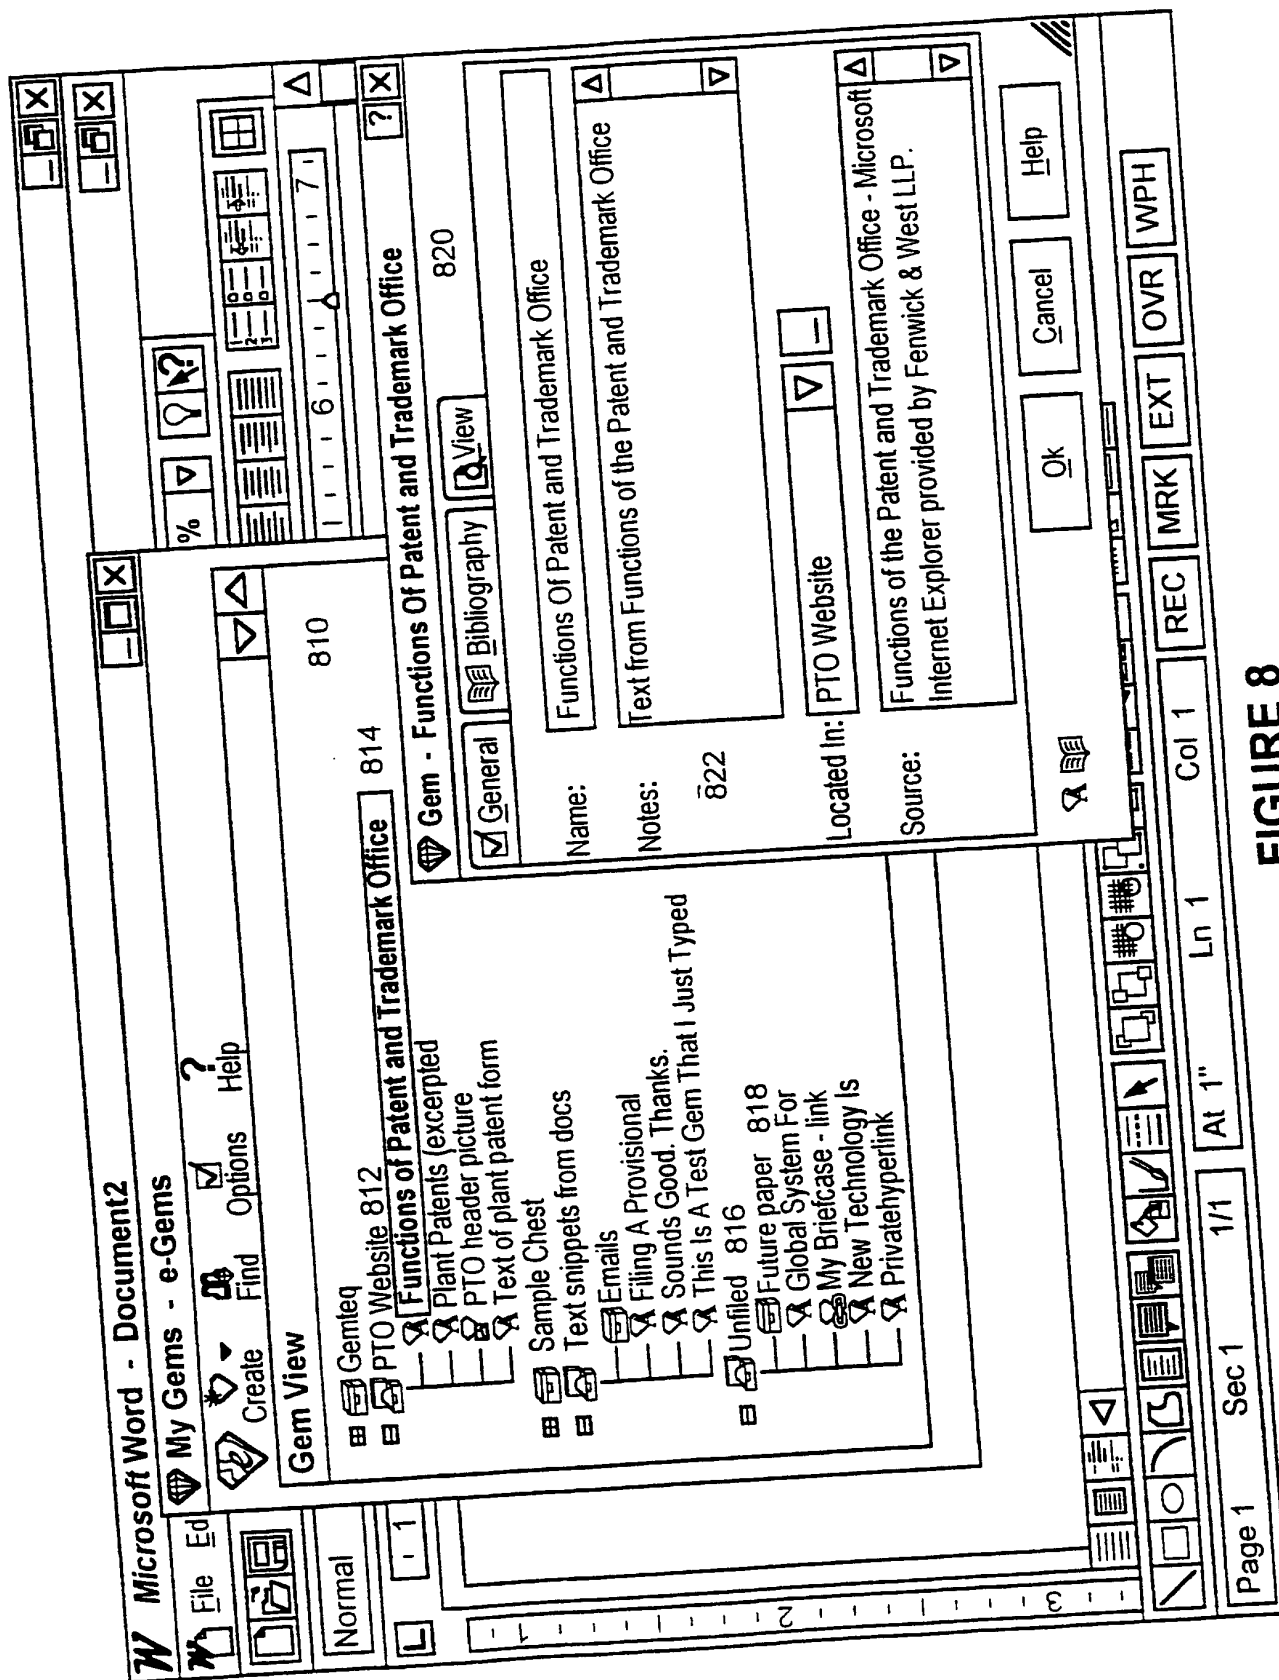 Microsoft Word - Document2
My Gems - e-Gems
File Ed
Create Find Options Help
%
Normal
Gem View
810
1 6 7
Gemteq
PTO Website 812
Functions of Patent and Trademark Office 814
Plant Patents (excerpted
PTO header picture
Text of plant patent form
Sample Chest
Text snippets from docs
Emails
Filing A Provisional
Sounds Good. Thanks.
This Is A Test Gem That I Just Typed
Unfiled 816
Future paper 818
Global System For
My Briefcase - link
New Technology Is
Privatehyperlink
Gem - Functions Of Patent and Trademark Office
820
General Bibliography View
Name: Functions Of Patent and Trademark Office
Notes: Text from Functions of the Patent and Trademark Office
822
Located In: PTO Website
Source: Functions of the Patent and Trademark Office - Microsoft
Internet Explorer provided by Fenwick & West LLP.
Ok Cancel Help
1
2
3
Page 1 Sec 1 1/1 At 1" Ln 1 Col 1 REC MRK EXT OVR WPH
FIGURE 8